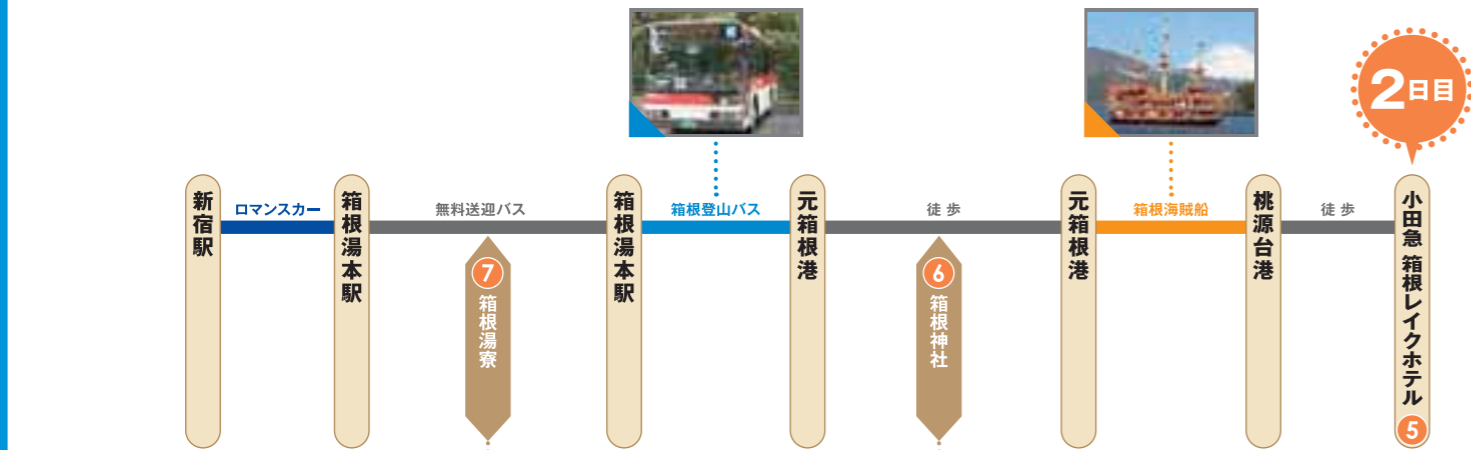 2日目
小田急 箱根レイクホテル
5
徒歩
桃源台港
箱根海賊船
元箱根港
徒歩
6
箱根神社
元箱根港
箱根登山バス
箱根湯本駅
無料送迎バス
7
箱根湯寮
箱根湯本駅
ロマンスカー
新宿駅